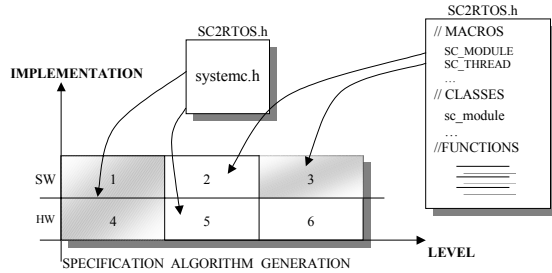 SC2RTOS.h
// MACROS
SC_MODULE
SC_THREAD
...
// CLASSES
sc_module
...
//FUNCTIONS
SC2RTOS.h
systemc.h
IMPLEMENTATION
SW
1
2
3
HW
4
5
6
LEVEL
SPECIFICATION ALGORITHM GENERATION